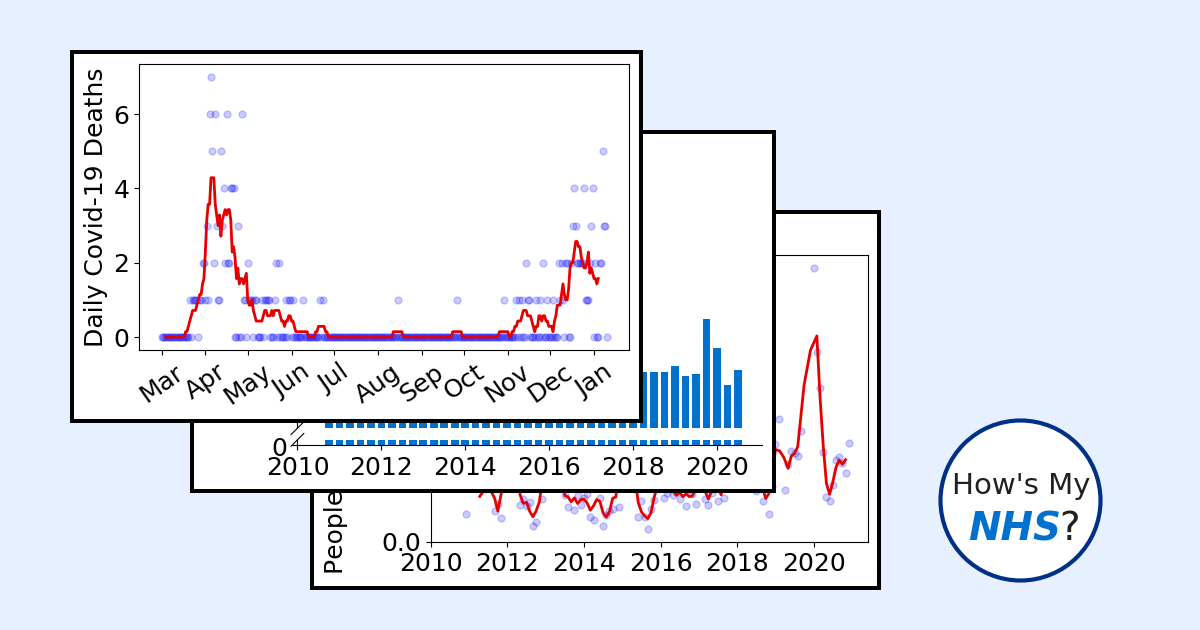 Daily Covid-19 Deaths
6
4
2
0
Mar Apr May Jun Jul Aug Sep Oct Nov Dec Jan
0
2010 2012 2014 2016 2018 2020
People
0.0
2010 2012 2014 2016 2018 2020
How's My
NHS?